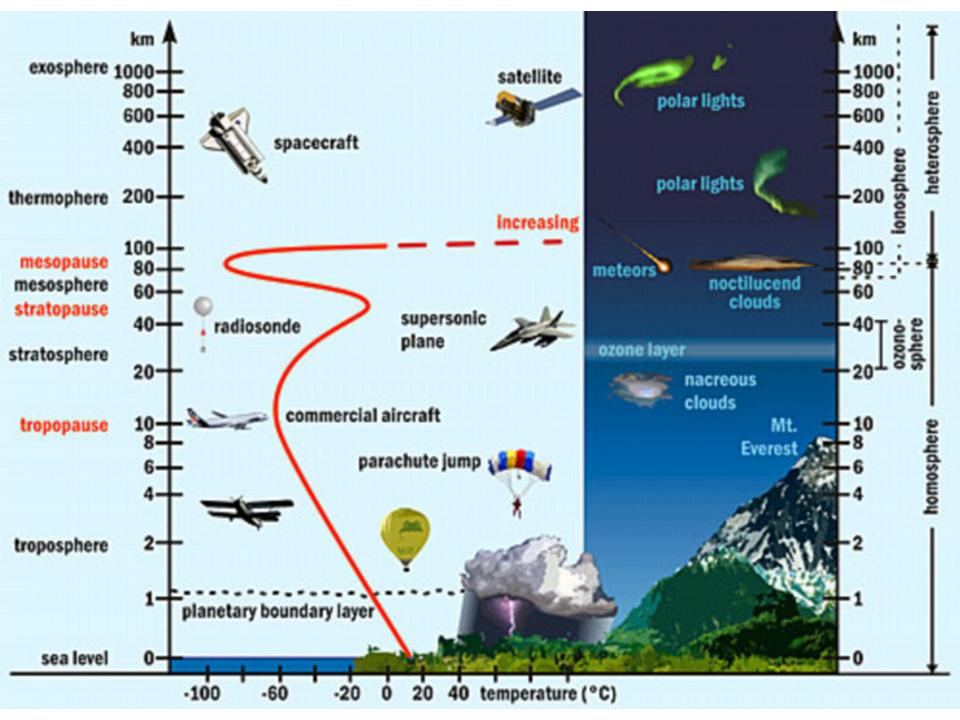 km
exosphere 1000
800
600
400
thermophere 200
100
mesopause 80
mesosphere 60
stratopause
40
stratosphere 20
tropopause 10
8
6
4
troposphere 2
1
sea level 0
spacecraft
satellite
increasing
radiosonde
supersonic
plane
commercial aircraft
parachute jump
planetary boundary layer
-100 -60 -20 0 20 40 temperature (°C)
polar lights
polar lights
meteors
noctilucend
clouds
ozone layer
nacreous
clouds
Mt.
Everest
km
1000
800
600
400
200
100
80
60
40
20
10
8
6
4
2
1
0
ionosphere
ozono-
sphere
heterosphere
homosphere